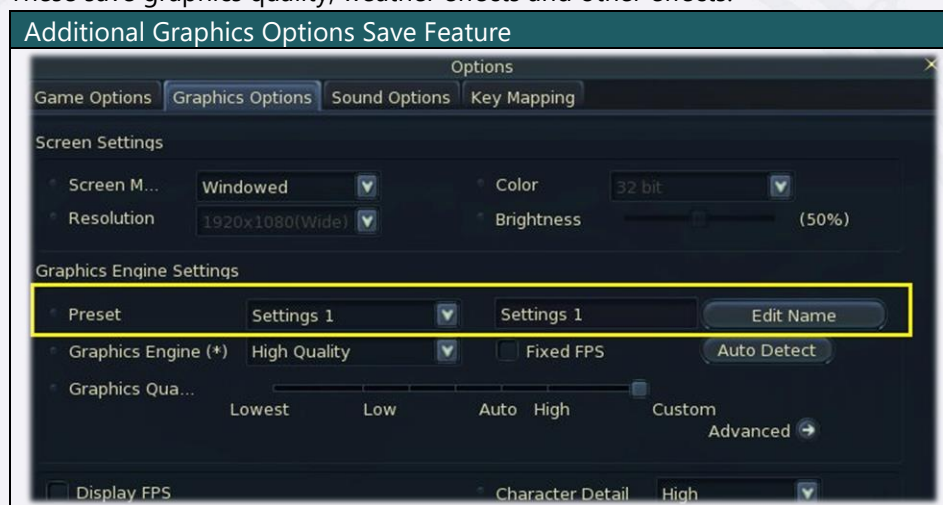 These save graphics quality, weather effects and other effects.
Additional Graphics Options Save Feature
Options
Game Options Graphics Options Sound Options Key Mapping
Screen Settings
Screen M... Windowed Color 32 bit
Resolution 1920x1080(Wide) Brightness (50%)
Graphics Engine Settings
Preset Settings 1 Settings 1 Edit Name
Graphics Engine (*) High Quality Fixed FPS Auto Detect
Graphics Qua...
Lowest Low Auto High Custom
Advanced
Display FPS Character Detail High